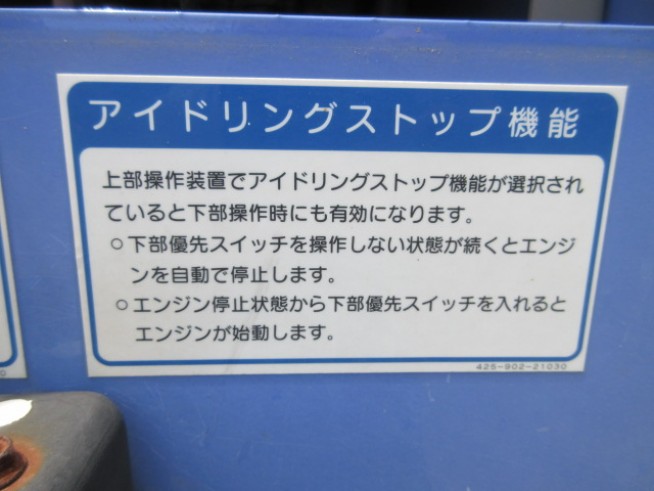 アイドリングストップ機能
上部操作装置でアイドリングストップ機能が選択され
ていると下部操作時にも有効になります。
○下部優先スイッチを操作しない状態が続くとエンジ
ンを自動で停止します。
○エンジン停止状態から下部優先スイッチを入れると
エンジンが始動します。
425-902-21030